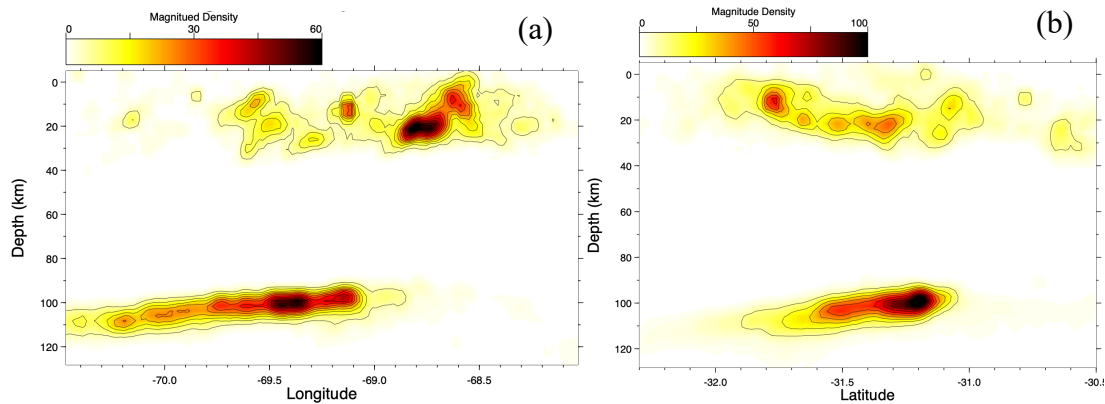 Magnitued Density
0 30 60
(a)
0
20
40
60
80
100
120
Depth (km)
-70.0 -69.5 -69.0 -68.5
Longitude
Magnitude Density
0 50 100
(b)
0
20
40
60
80
100
120
Depth (km)
-32.0 -31.5 -31.0 -30.5
Latitude